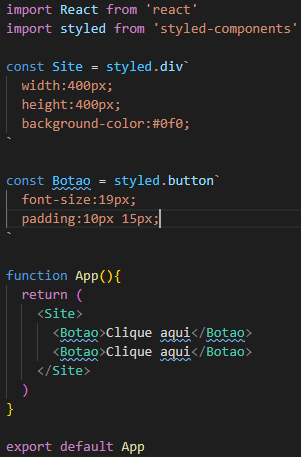 import React from 'react'
import styled from 'styled-components'
const Site = styled.div`
width:400px;
height:400px;
background-color:#0f0;
`
const Botao = styled.button`
font-size:19px;
padding:10px 15px;
`
function App(){
return (
<Site>
<Botao>Clique aqui</Botao>
<Botao>Clique aqui</Botao>
</Site>
)
}
export default App